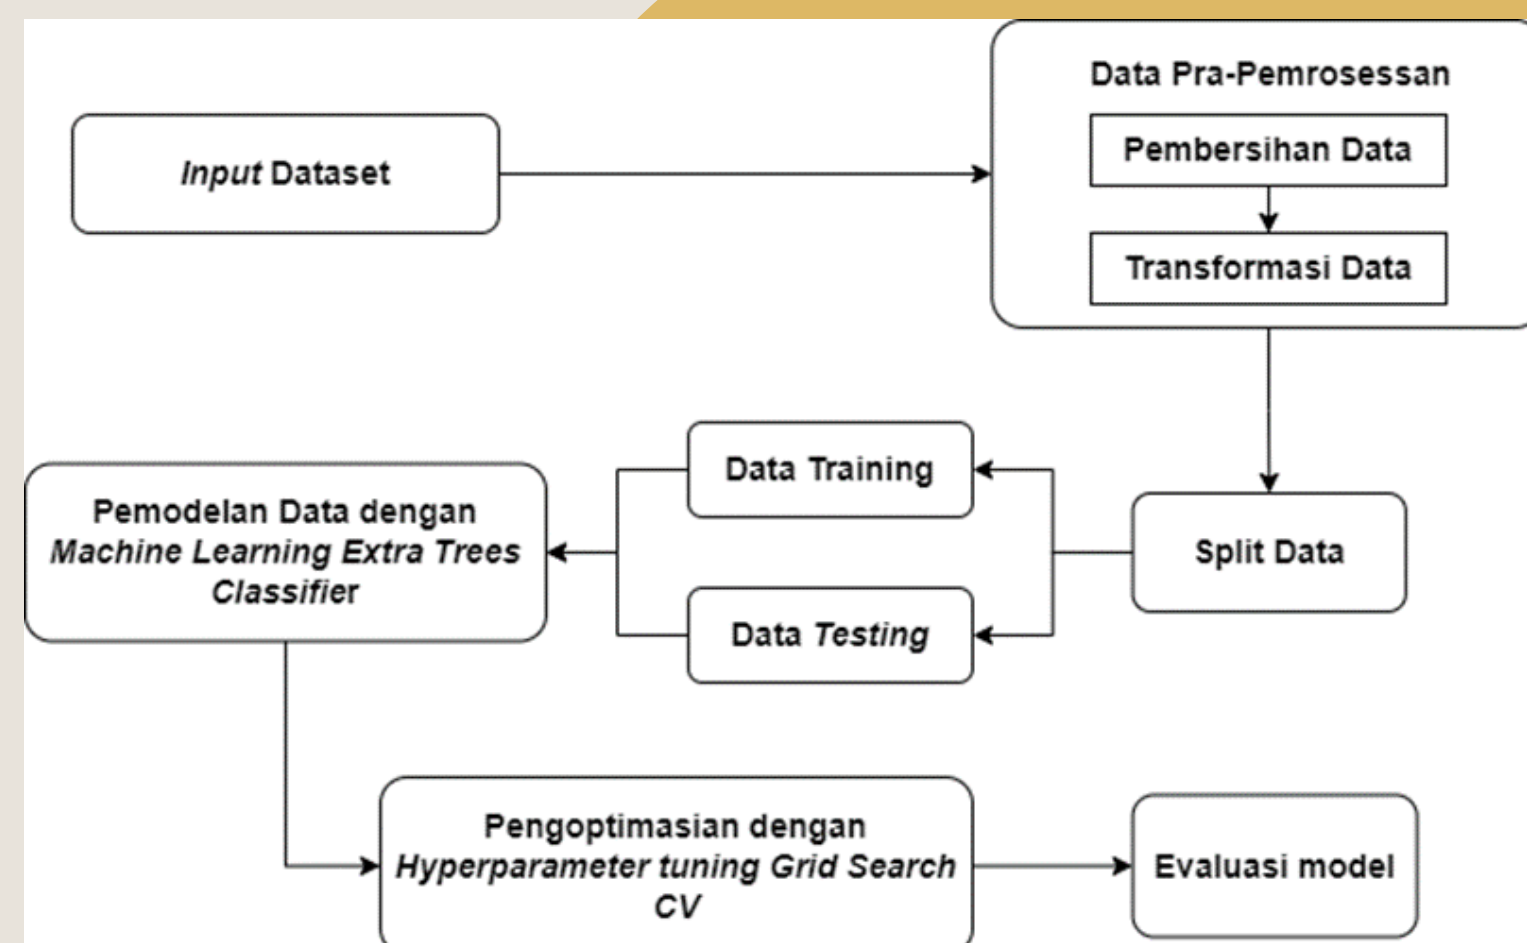 Input Dataset
Data Pra-Pemrosessan
Pembersihan Data
Transformasi Data
Split Data
Data Training
Data Testing
Pemodelan Data dengan
Machine Learning Extra Trees
Classifier
Pengoptimasian dengan
Hyperparameter tuning Grid Search
CV
Evaluasi model